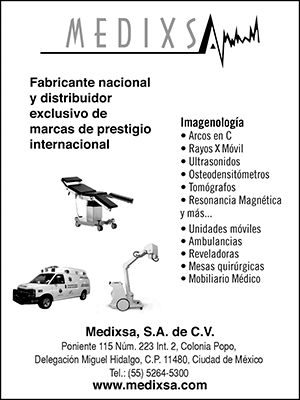 MEDIXSA
Fabricante nacional
y distribuidor
exclusivo de
marcas de prestigio
internacional
Imagenología
• Arcos en C
• Rayos X Móvil
• Ultrasonidos
• Osteodensitómetros
• Tomógrafos
• Resonancia Magnética
y más...
• Unidades móviles
• Ambulancias
• Reveladoras
• Mesas quirúrgicas
• Mobiliario Médico
Medixsa, S.A. de C.V.
Poniente 115 Núm. 223 Int. 2, Colonia Popo,
Delegación Miguel Hidalgo, C.P. 11480, Ciudad de México
Tel.: (55) 5264-5300
www.medixsa.com